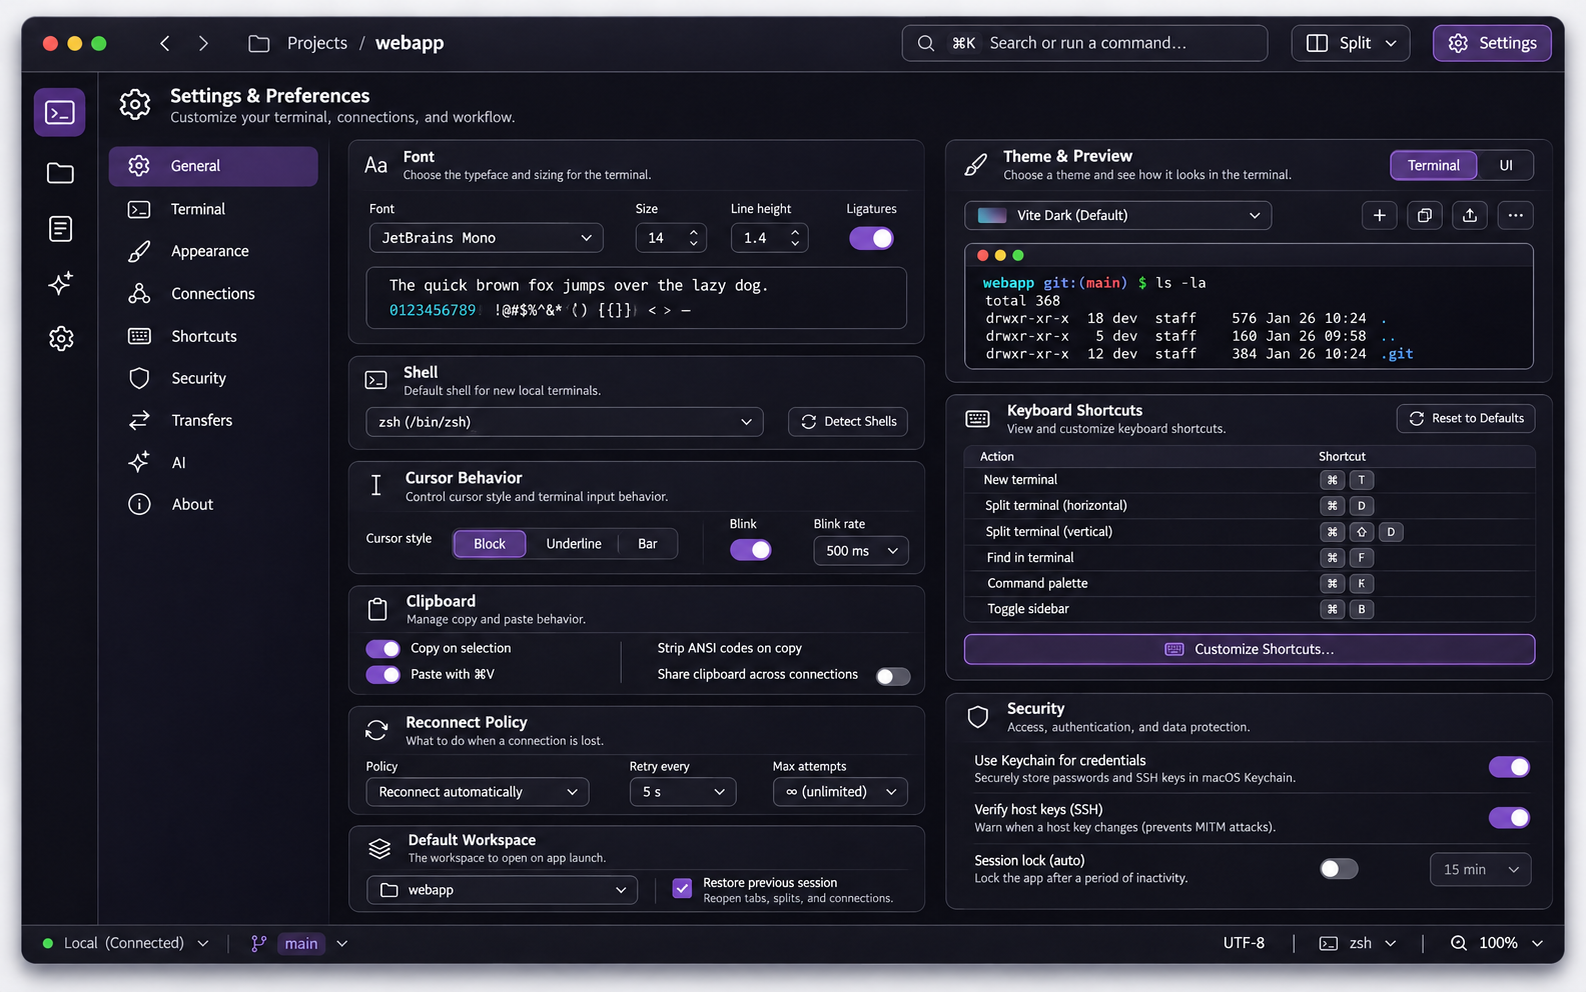 Projects / webapp
⌘K Search or run a command...
Split
Settings
Settings & Preferences
Customize your terminal, connections, and workflow.
General
Terminal
Appearance
Connections
Shortcuts
Security
Transfers
AI
About
Aa Font
Choose the typeface and sizing for the terminal.
Font Size Line height Ligatures
JetBrains Mono 14 1.4
The quick brown fox jumps over the lazy dog.
0123456789 !@#$%^&* () [{}] < > —
Shell
Default shell for new local terminals.
zsh (/bin/zsh) Detect Shells
Cursor Behavior
Control cursor style and terminal input behavior.
Blink Blink rate
Cursor style Block Underline Bar 500 ms
Clipboard
Manage copy and paste behavior.
Copy on selection Strip ANSI codes on copy
Paste with ⌘V Share clipboard across connections
Reconnect Policy
What to do when a connection is lost.
Policy Retry every Max attempts
Reconnect automatically 5 s ∞ (unlimited)
Default Workspace
The workspace to open on app launch.
webapp Restore previous session
Reopen tabs, splits, and connections.
Theme & Preview
Choose a theme and see how it looks in the terminal.
Terminal UI
Vite Dark (Default)
webapp git:(main) $ ls -la
total 368
drwxr-xr-x 18 dev staff 576 Jan 26 10:24 .
drwxr-xr-x 5 dev staff 160 Jan 26 09:58 ..
drwxr-xr-x 12 dev staff 384 Jan 26 10:24 .git
Keyboard Shortcuts
View and customize keyboard shortcuts.
Reset to Defaults
Action Shortcut
New terminal ⌘ T
Split terminal (horizontal) ⌘ D
Split terminal (vertical) ⌘ ⇧ D
Find in terminal ⌘ F
Command palette ⌘ K
Toggle sidebar ⌘ B
Customize Shortcuts...
Security
Access, authentication, and data protection.
Use Keychain for credentials
Securely store passwords and SSH keys in macOS Keychain.
Verify host keys (SSH)
Warn when a host key changes (prevents MITM attacks).
Session lock (auto)
Lock the app after a period of inactivity.
15 min
Local (Connected) main
UTF-8 zsh 100%